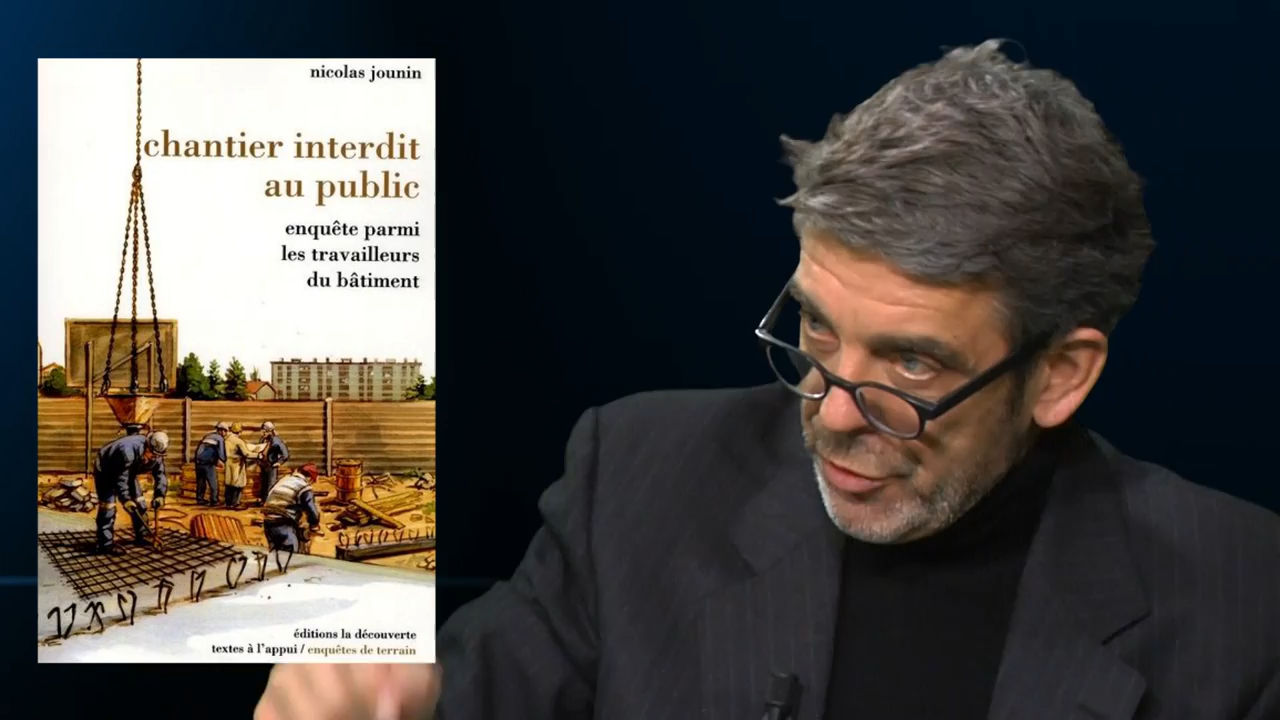 nicolas jounin
chantier interdit
au public
enquête parmi
les travailleurs
du bâtiment
éditions la découverte
textes à l'appui / enquêtes de terrain